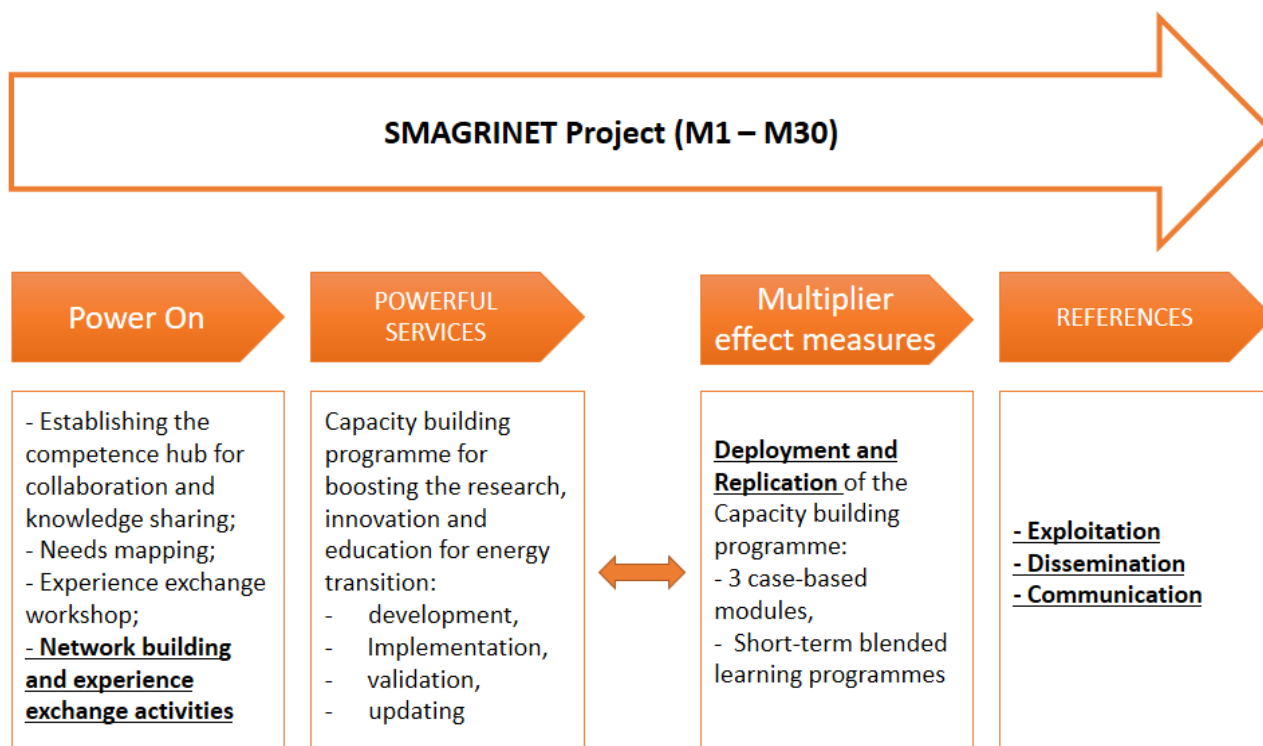 SMAGRINET Project (M1 – M30)
Power On
- Establishing the
competence hub for
collaboration and
knowledge sharing;
- Needs mapping;
- Experience exchange
workshop;
- Network building
and experience
exchange activities
POWERFUL
SERVICES
Capacity building
programme for
boosting the research,
innovation and
education for energy
transition:
- development,
- Implementation,
- validation,
- updating
Multiplier
effect measures
Deployment and
Replication of the
Capacity building
programme:
- 3 case-based
modules,
- Short-term blended
learning programmes
REFERENCES
- Exploitation
- Dissemination
- Communication